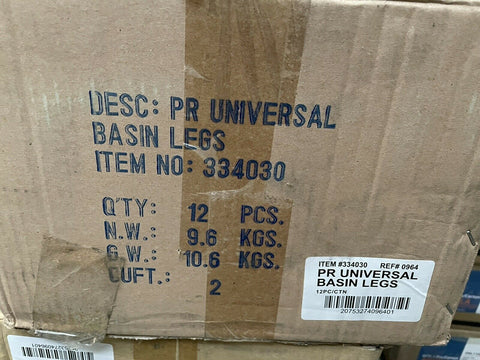 DESC: PR UNIVERSAL
BASIN LEGS
ITEM NO: 334030
Q'TY: 12 PCS.
N.W.: 9.6 KGS.
G.W.: 10.6 KGS.
CUFT.: 2
ITEM #334030 REF# 0964
PR UNIVERSAL
BASIN LEGS
12PC/CTN
20753274096401